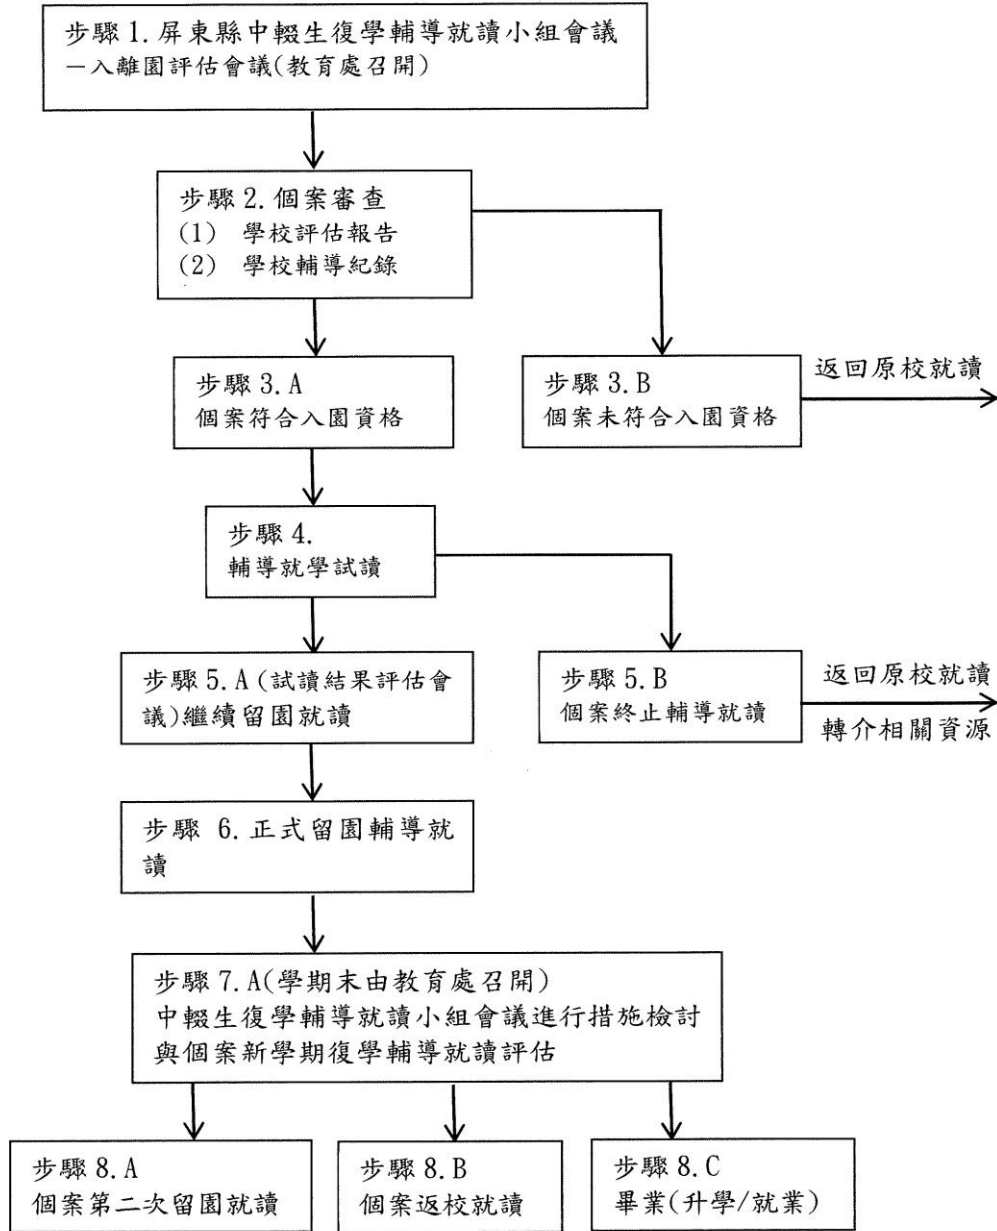 步驟 1. 屏東縣中輟生復學輔導就讀小組會議
－入離園評估會議(教育處召開)
步驟 2. 個案審查
(1) 學校評估報告
(2) 學校輔導紀錄
步驟 3. A
個案符合入園資格
步驟 3. B
個案未符合入園資格
返回原校就讀
步驟 4.
輔導就學試讀
步驟 5. A (試讀結果評估會
議)繼續留園就讀
步驟 5. B
個案終止輔導就讀
返回原校就讀
轉介相關資源
步驟 6. 正式留園輔導就
讀
步驟 7. A(學期末由教育處召開)
中輟生復學輔導就讀小組會議進行措施檢討
與個案新學期復學輔導就讀評估
步驟 8. A
個案第二次留園就讀
步驟 8. B
個案返校就讀
步驟 8. C
畢業(升學/就業)